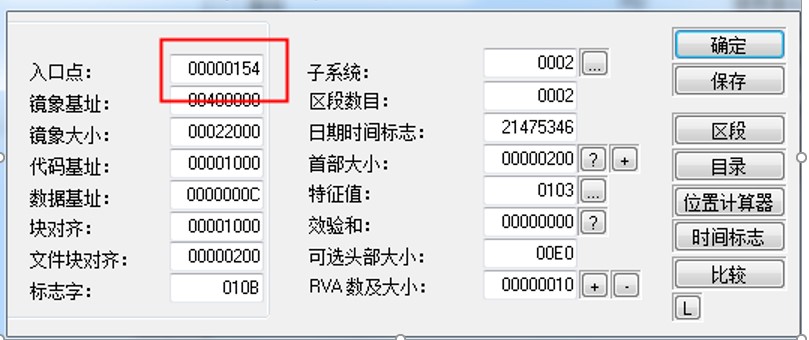 入口点： 00000154
镜象基址： 00400000
镜象大小： 00022000
代码基址： 00001000
数据基址： 0000000C
块对齐： 00001000
文件块对齐： 00000200
标志字： 010B
子系统： 0002 ...
区段数目： 0002
日期时间标志： 21475346
首部大小： 00000200 ? +
特征值： 0103 ...
效验和： 00000000 ?
可选头部大小： 00E0
RVA 数及大小： 00000010 + -
确定
保存
区段
目录
位置计算器
时间标志
比较
L